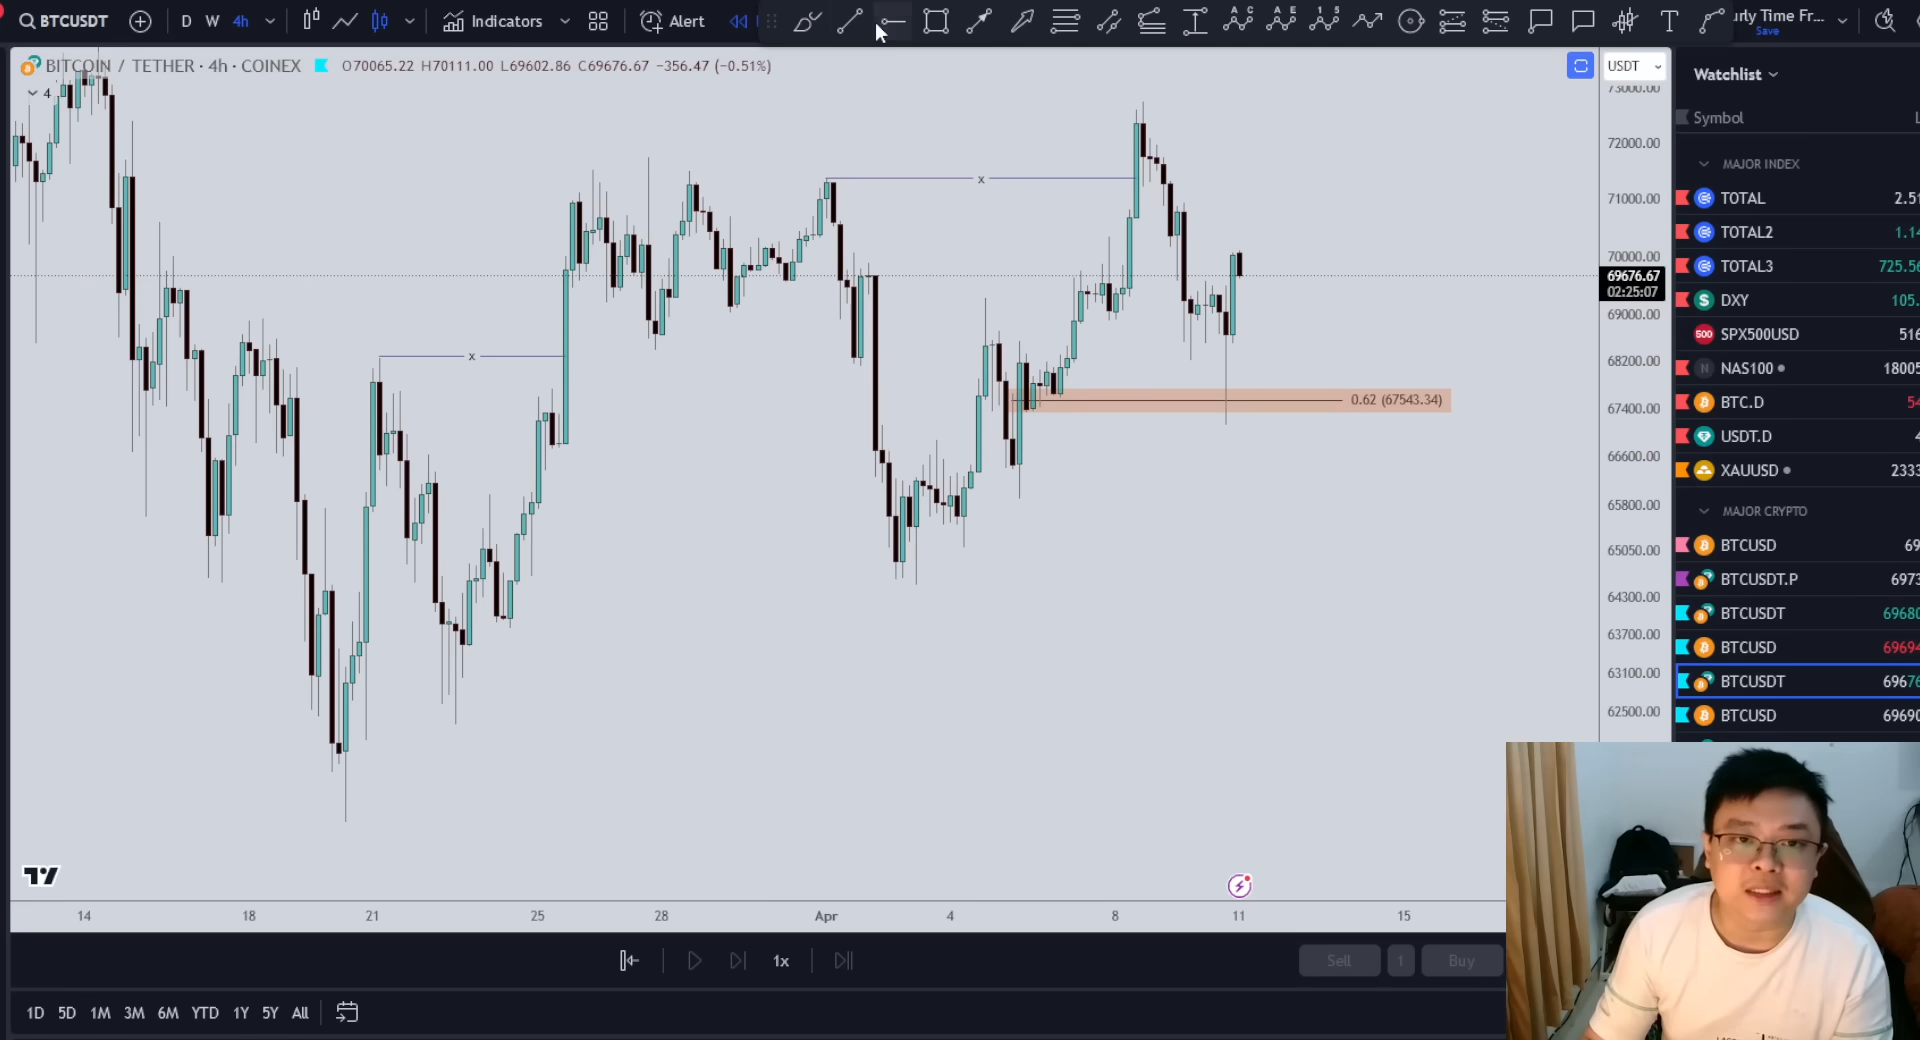 BTCUSDT
D W 4h
Indicators
Alert
Save
BITCOIN / TETHER · 4h · COINEX
O70065.22 H70111.00 L69602.86 C69676.67 −356.47 (−0.51%)
4
USDT
73000.00
72000.00
71000.00
70000.00
69676.67
02:25:07
69000.00
68200.00
67400.00
66600.00
65800.00
65050.00
64300.00
63700.00
63100.00
62500.00
x
x
0.62 (67543.34)
14 18 21 25 28 Apr 4 8 11 15
1x
Sell 1 Buy
1D 5D 1M 3M 6M YTD 1Y 5Y All
Watchlist
Symbol
MAJOR INDEX
TOTAL
TOTAL2
TOTAL3
DXY
SPX500USD
NAS100
BTC.D
USDT.D
XAUUSD
MAJOR CRYPTO
BTCUSD
BTCUSDT.P
BTCUSDT
BTCUSD
BTCUSDT
BTCUSD